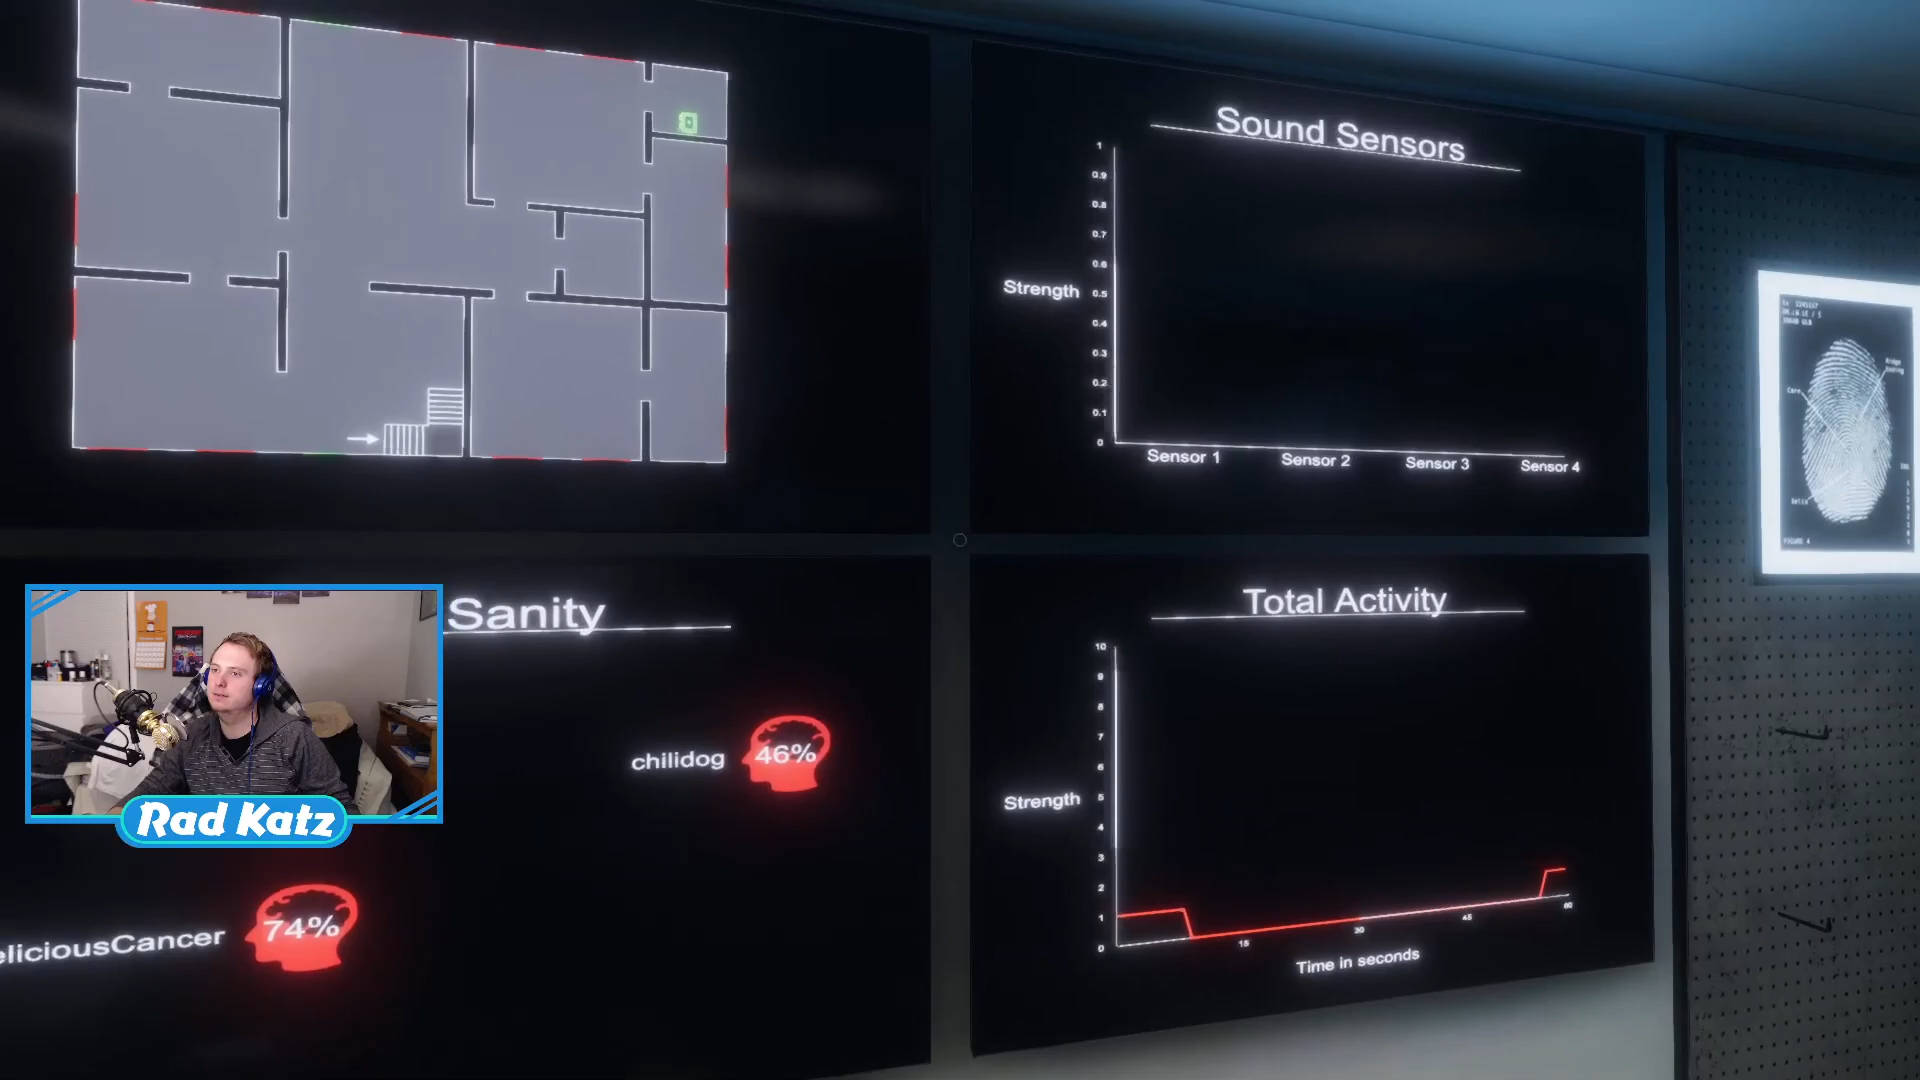 Sound Sensors
1
0.9
0.8
0.7
0.6
Strength
0.5
0.4
0.3
0.2
0.1
0
Sensor 1 Sensor 2 Sensor 3 Sensor 4
Sanity
chilidog 46%
eliciousCancer 74%
Rad Katz
Total Activity
10
9
8
7
6
Strength
5
4
3
2
1
0
15 30 45 60
Time in seconds